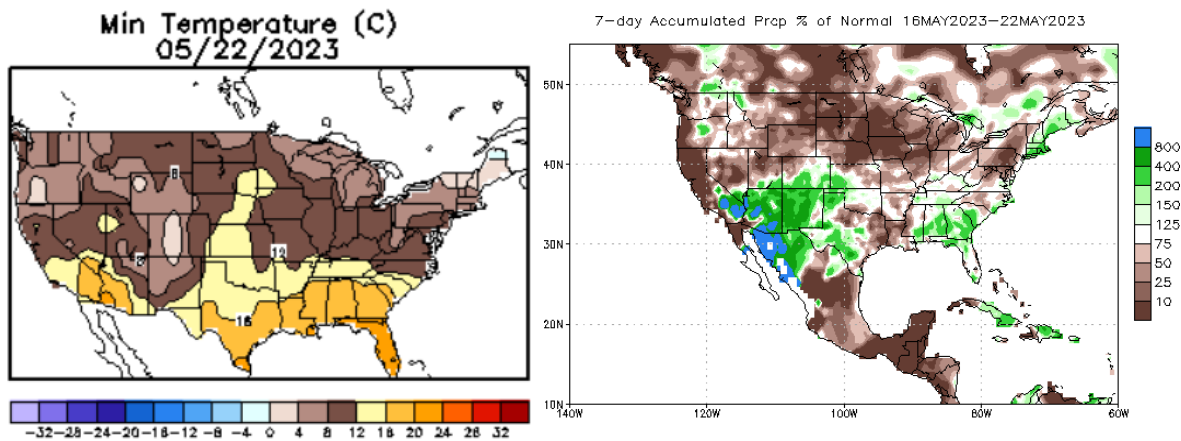 Min Temperature (C)
05/22/2023
8
8
12
16
-32 -28 -24 -20 -16 -12 -8 -4 0 4 8 12 16 20 24 28 32
7-day Accumulated Prcp % of Normal 16MAY2023-22MAY2023
50N
40N
30N
20N
10N
140W 120W 100W 80W 60W
800
400
200
150
125
75
50
25
10